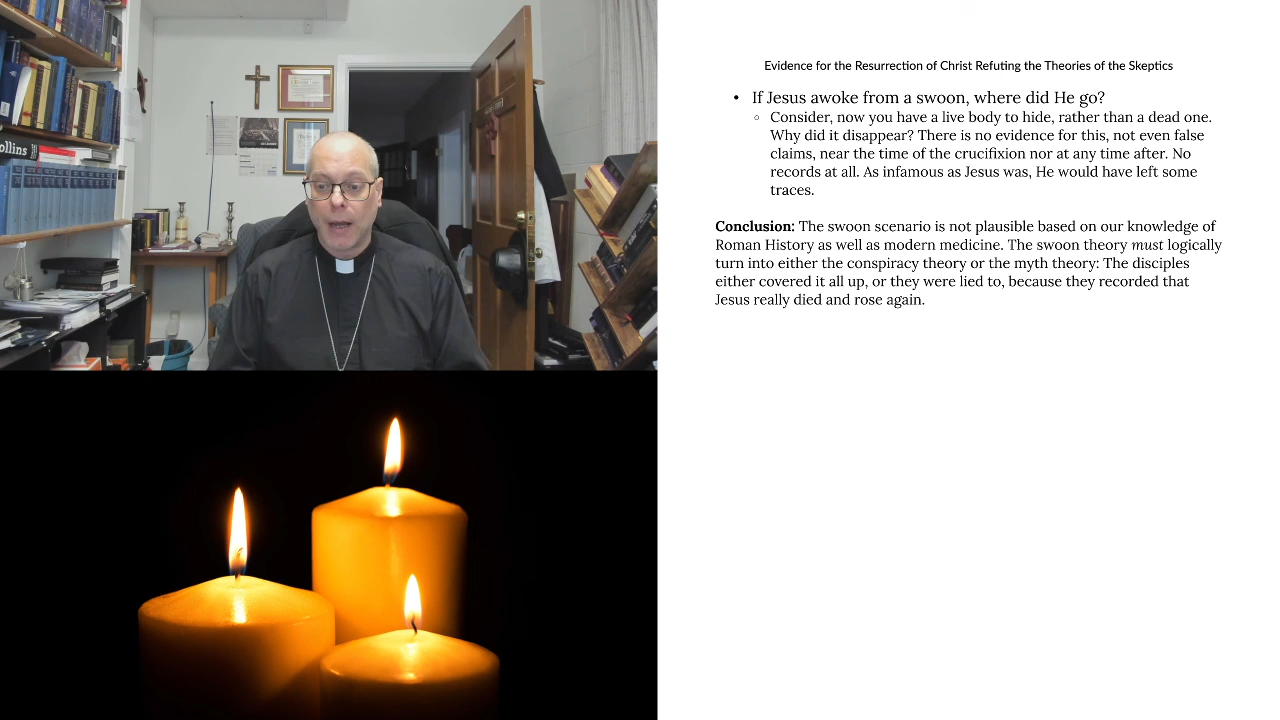 Evidence for the Resurrection of Christ Refuting the Theories of the Skeptics
• If Jesus awoke from a swoon, where did He go?
○ Consider, now you have a live body to hide, rather than a dead one.
Why did it disappear? There is no evidence for this, not even false
claims, near the time of the crucifixion nor at any time after. No
records at all. As infamous as Jesus was, He would have left some
traces.
Conclusion: The swoon scenario is not plausible based on our knowledge of
Roman History as well as modern medicine. The swoon theory must logically
turn into either the conspiracy theory or the myth theory: The disciples
either covered it all up, or they were lied to, because they recorded that
Jesus really died and rose again.
ollins